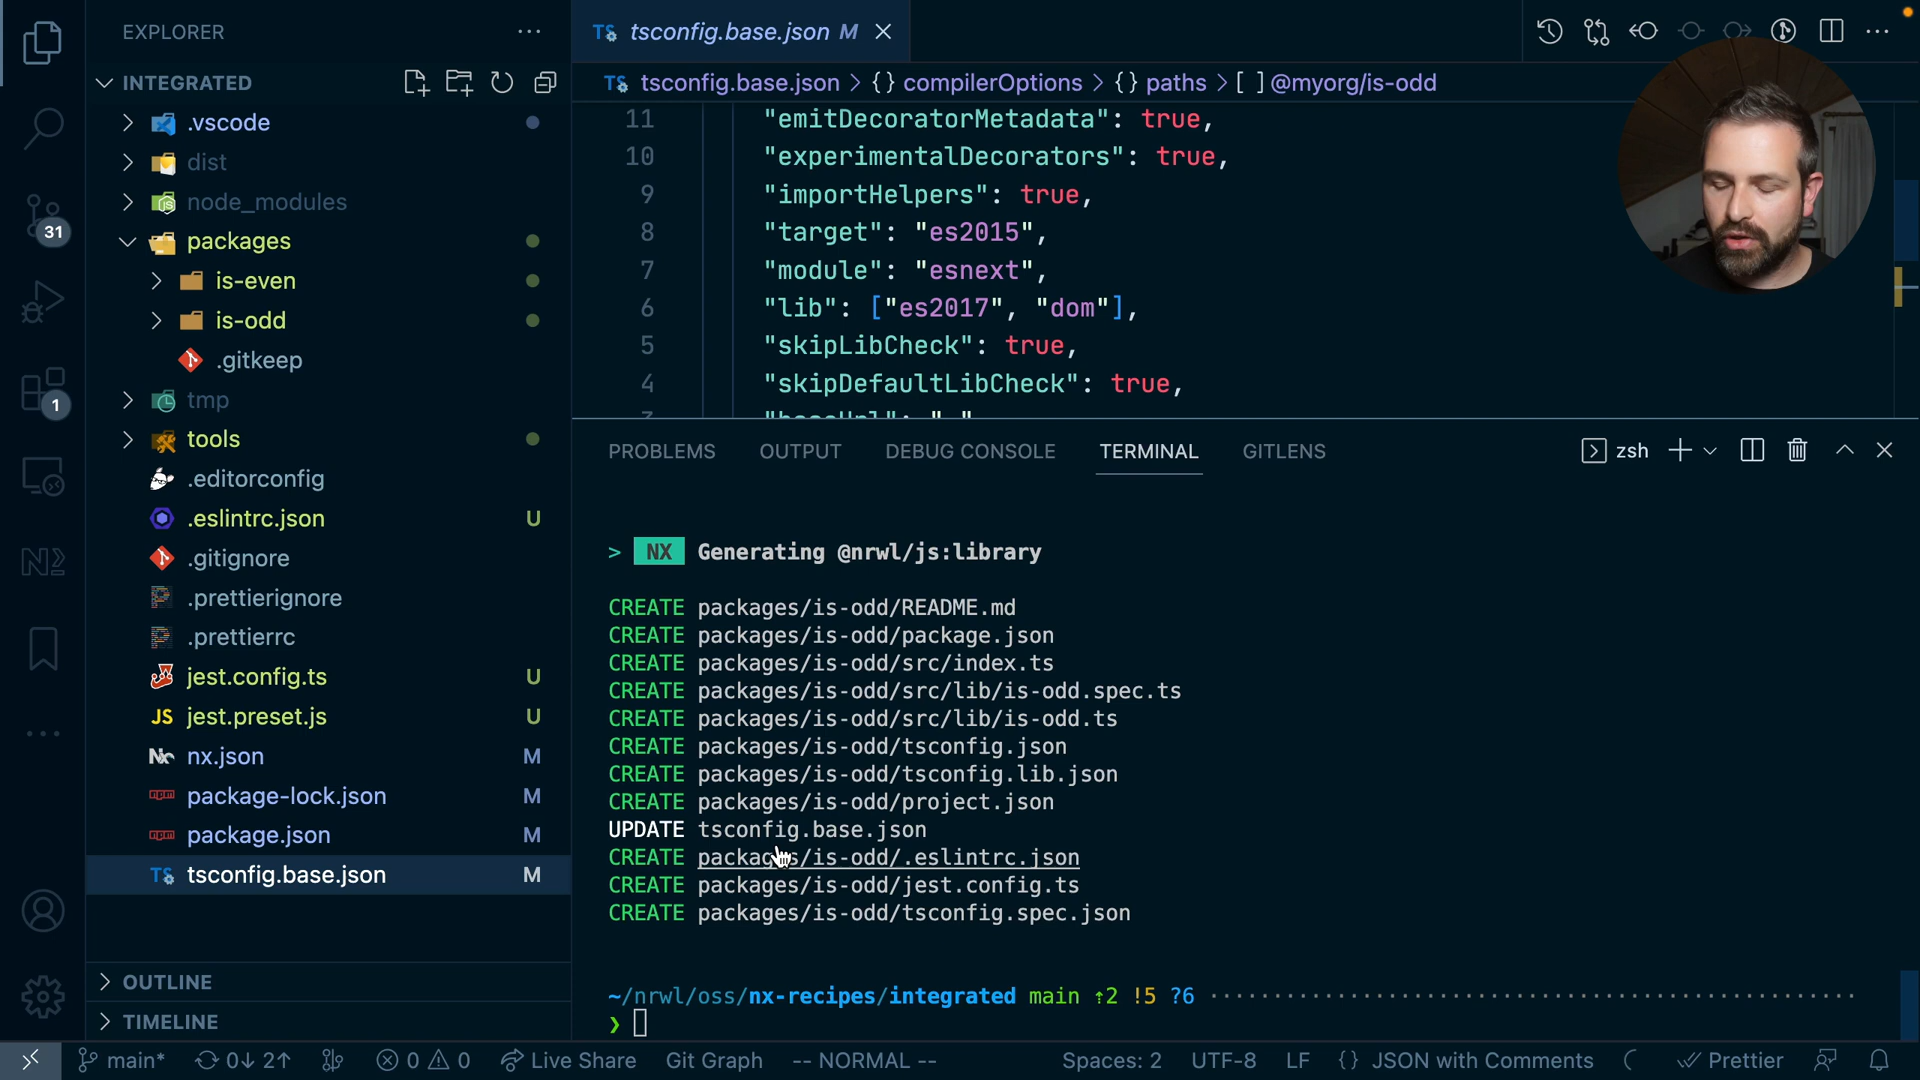 EXPLORER
INTEGRATED
.vscode
dist
node_modules
packages
is-even
is-odd
.gitkeep
tmp
tools
.editorconfig
.eslintrc.json U
.gitignore
.prettierignore
.prettierrc
jest.config.ts U
JS jest.preset.js U
nx.json M
package-lock.json M
package.json M
TS tsconfig.base.json M
OUTLINE
TIMELINE
31
1
TS tsconfig.base.json M
TS tsconfig.base.json > {} compilerOptions > {} paths > [ ] @myorg/is-odd
11 "emitDecoratorMetadata": true,
10 "experimentalDecorators": true,
9 "importHelpers": true,
8 "target": "es2015",
7 "module": "esnext",
6 "lib": ["es2017", "dom"],
5 "skipLibCheck": true,
4 "skipDefaultLibCheck": true,
PROBLEMS OUTPUT DEBUG CONSOLE TERMINAL GITLENS zsh
> NX Generating @nrwl/js:library
CREATE packages/is-odd/README.md
CREATE packages/is-odd/package.json
CREATE packages/is-odd/src/index.ts
CREATE packages/is-odd/src/lib/is-odd.spec.ts
CREATE packages/is-odd/src/lib/is-odd.ts
CREATE packages/is-odd/tsconfig.json
CREATE packages/is-odd/tsconfig.lib.json
CREATE packages/is-odd/project.json
UPDATE tsconfig.base.json
CREATE packages/is-odd/.eslintrc.json
CREATE packages/is-odd/jest.config.ts
CREATE packages/is-odd/tsconfig.spec.json
~/nrwl/oss/nx-recipes/integrated main ⇡2 !5 ?6
❯
main* 0↓ 2↑ 0 0 Live Share Git Graph -- NORMAL -- Spaces: 2 UTF-8 LF {} JSON with Comments Prettier